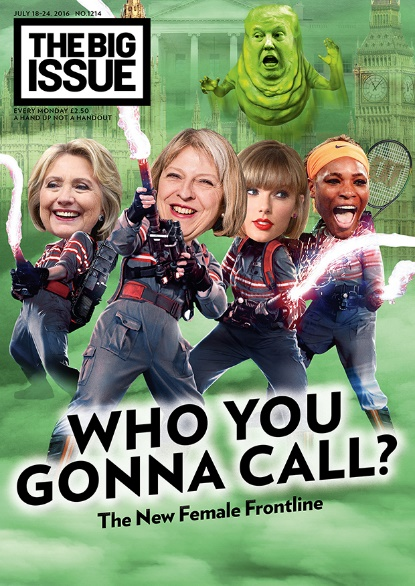 JULY 18-24, 2016 NO.1214
THE BIG
ISSUE
EVERY MONDAY £2.50
A HAND UP NOT A HANDOUT
WHO YOU
GONNA CALL?
The New Female Frontline